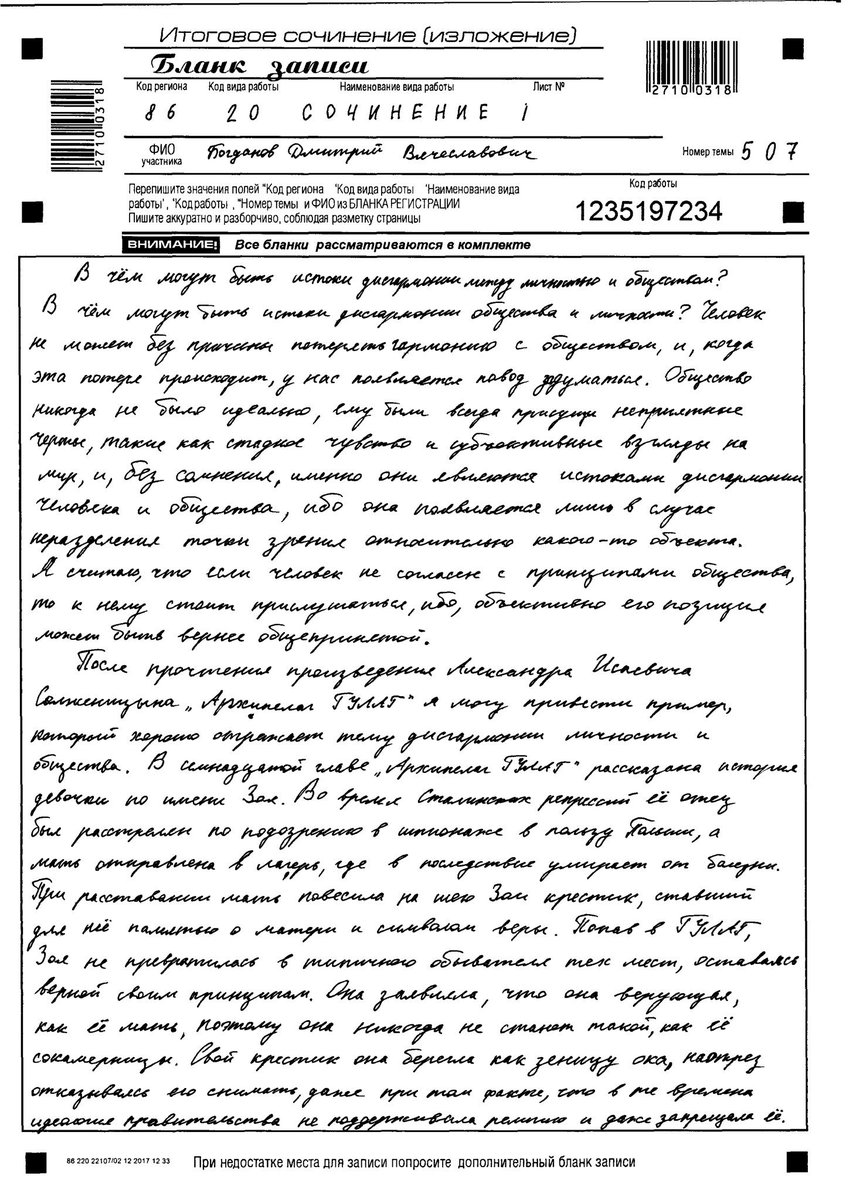 Итоговое сочинение (изложение)
Бланк записи
Код региона Код вида работы Наименование вида работы Лист №
86 20 СОЧИНЕНИЕ 1
27100318
27100318
ФИО участника Богданов Дмитрий Вячеславович Номер темы 507
Перепишите значения полей "Код региона "Код вида работы "Наименование вида
работы", "Код работы", "Номер темы и ФИО из БЛАНКА РЕГИСТРАЦИИ
Пишите аккуратно и разборчиво, соблюдая разметку страницы
Код работы
1235197234
ВНИМАНИЕ! Все бланки рассматриваются в комплекте
В чём могут быть истоки дисгармонии между личностью и обществом?
В чём могут быть истоки дисгармонии общества и личности? Человек
не может без причины потерять гармонию с обществом, и, когда
эта потеря происходит, у нас появляется повод задуматься. Общество
никогда не было идеально, ему были всегда присущи неприятные
черты, такие как стадное чувство и субъективные взгляды на
мир, и, без сомнения, именно они являются истоками дисгармонии
человека и общества, ибо она появляется лишь в случае
неразделения точки зрения относительно какого-то объекта.
Я считаю, что если человек не согласен с принципами общества,
то к нему стоит прислушаться, ибо, объективно его позиция
может быть вернее общепринятой.
После прочтения произведения Александра Исаевича
Солженицына „Архипелаг ГУЛАГ" я могу привести пример,
который хорошо отражает тему дисгармонии личности и
общества. В семнадцатой главе „Архипелаг ГУЛАГ" рассказана история
девочки по имени Зоя. Во время Сталинских репрессий её отец
был расстрелен по подозрению в шпионаже в пользу Польши, а
мать отправлена в лагерь, где в последствие умирает от болезни.
При расставании мать повесила на шею Зои крестик, ставший
для неё памятью о матери и символом веры. Попав в ГУЛАГ,
Зоя не превратилась в типичного обывателя тех мест, оставаясь
верной своим принципам. Она заявила, что она верующая,
как её мать, поэтому она никогда не станет такой, как её
сокамерницы. Свой крестик она берегла как зеницу ока, наотрез
отказываясь его снимать, даже при том факте, что в те времена
идеология правительства не поддерживала религию и даже запрещала её.
86 220 22107/02 12 2017 12 33
При недостатке места для записи попросите дополнительный бланк записи